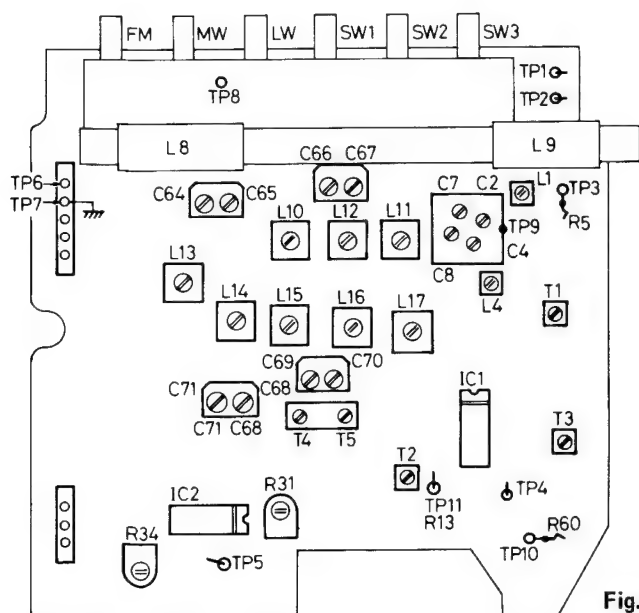 FM MW LW SW1 SW2 SW3
TP8
TP1
TP2
L8
L9
C66 C67
TP6
TP7
C64 C65
C7 C2
L1
TP3
R5
L10 L12 L11
TP9
C4
C8
L13
L4
L14 L15 L16 L17
T1
C69 C70
C71 C68
C71 C68
IC1
T4 T5
T3
T2
R31
IC2
TP11
R13
TP4
R34
R60
TP10
TP5
Fig.